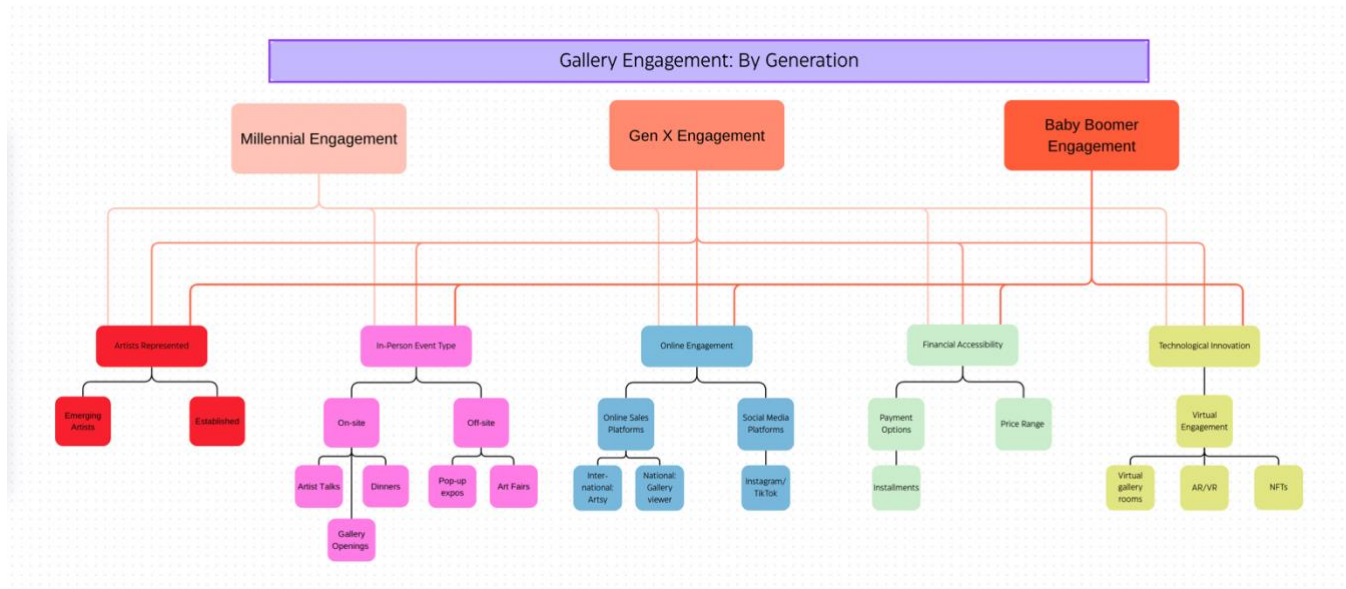 Gallery Engagement: By Generation
Millennial Engagement
Gen X Engagement
Baby Boomer
Engagement
Artists Represented
In-Person Event Type
Online Engagement
Financial Accessibility
Technological Innovation
Emerging
Artists
Established
On-site
Off-site
Online Sales
Platforms
Social Media
Platforms
Payment
Options
Price Range
Virtual
Engagement
Artist Talks
Dinners
Pop-up
expos
Art Fairs
Inter-
national:
Artsy
National:
Gallery
viewer
Instagram/
TikTok
Installments
Virtual
gallery
rooms
AR/VR
NFTs
Gallery
Openings